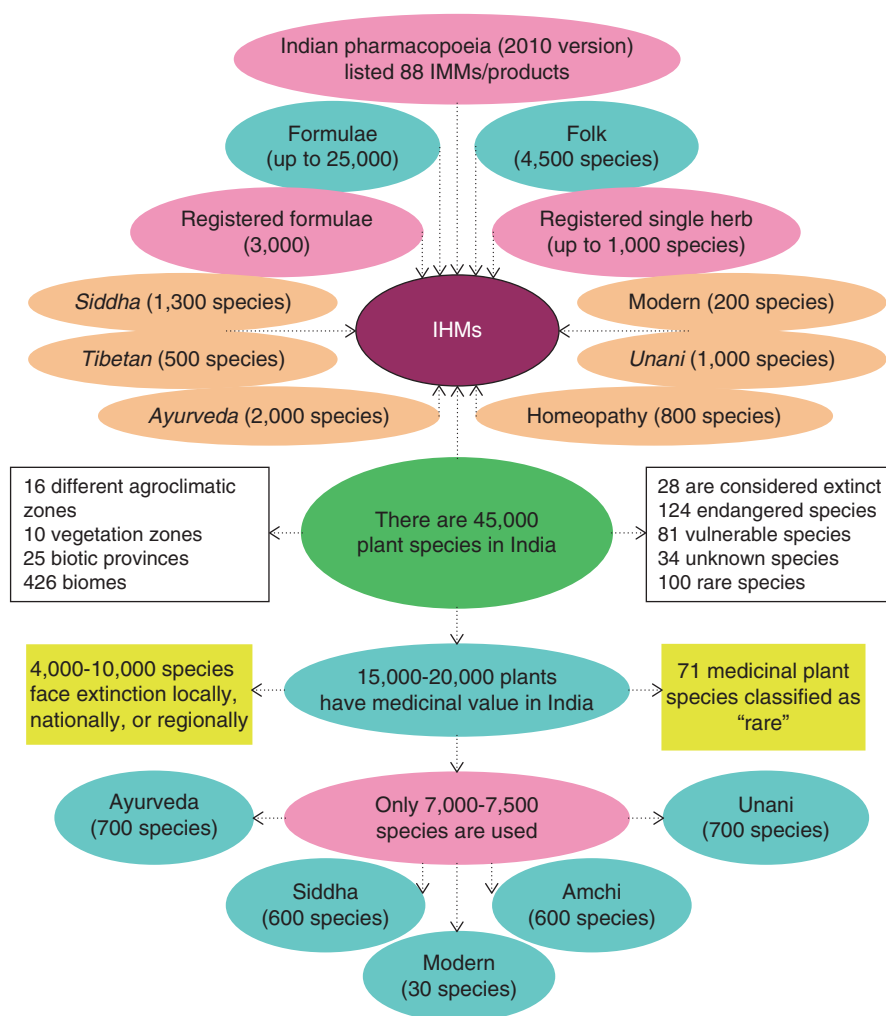 Indian pharmacopoeia (2010 version)
listed 88 IMMs/products
Formulae
(up to 25,000)
Folk
(4,500 species)
Registered formulae
(3,000)
Registered single herb
(up to 1,000 species)
Siddha (1,300 species)
Modern (200 species)
IHMs
Tibetan (500 species)
Unani (1,000 species)
Ayurveda (2,000 species)
Homeopathy (800 species)
16 different agroclimatic
zones
10 vegetation zones
25 biotic provinces
426 biomes
There are 45,000
plant species in India
28 are considered extinct
124 endangered species
81 vulnerable species
34 unknown species
100 rare species
4,000-10,000 species
face extinction locally,
nationally, or regionally
15,000-20,000 plants
have medicinal value in India
71 medicinal plant
species classified as
“rare”
Ayurveda
(700 species)
Only 7,000-7,500
species are used
Unani
(700 species)
Siddha
(600 species)
Amchi
(600 species)
Modern
(30 species)